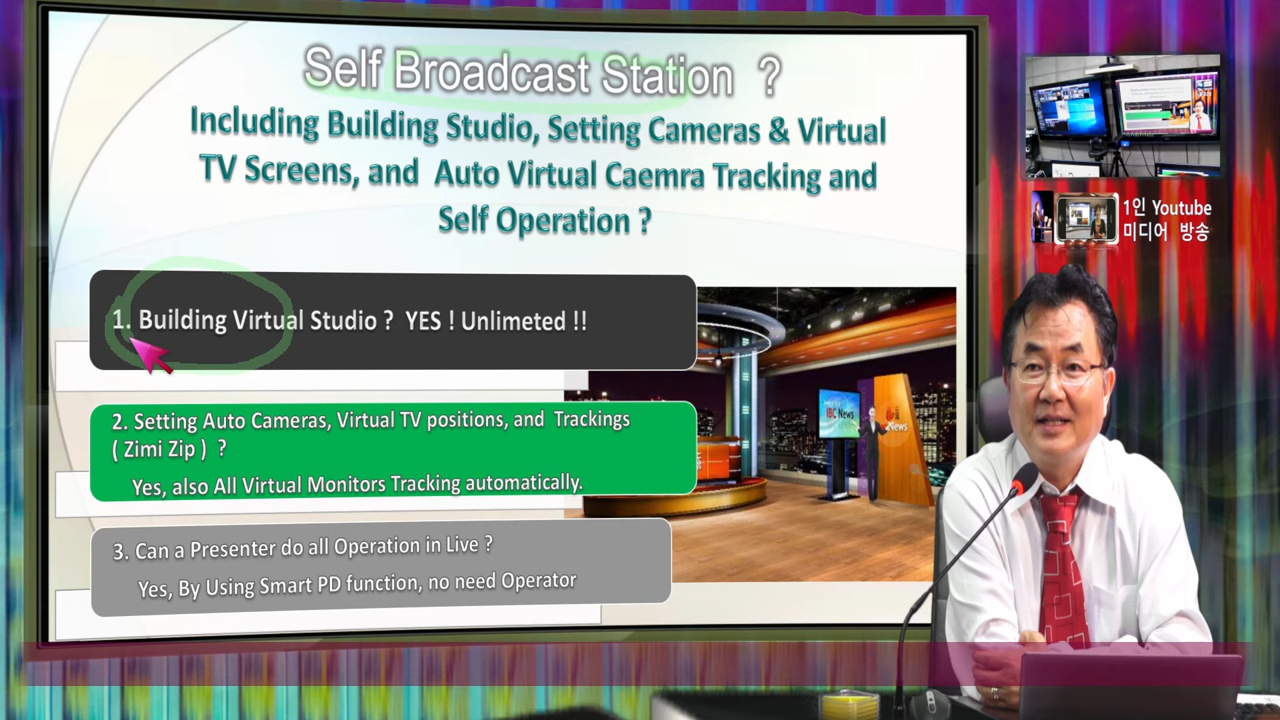 Self Broadcast Station ?
Including Building Studio, Setting Cameras & Virtual
TV Screens, and Auto Virtual Caemra Tracking and
Self Operation ?
1. Building Virtual Studio ? YES ! Unlimeted !!
2. Setting Auto Cameras, Virtual TV positions, and Trackings
( Zimi Zip ) ?
Yes, also All Virtual Monitors Tracking automatically.
3. Can a Presenter do all Operation in Live ?
Yes, By Using Smart PD function, no need Operator
IBC News
News
1인 Youtube
미디어 방송